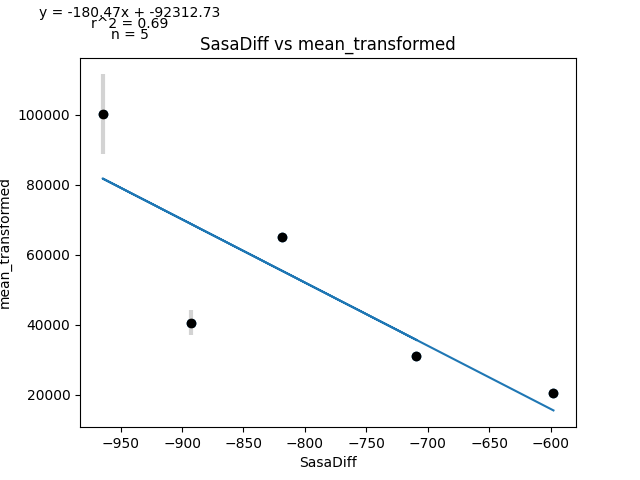 y = -180.47x + -92312.73
r^2 = 0.69
n = 5
SasaDiff vs mean_transformed
mean_transformed
100000
80000
60000
40000
20000
−950
−900
−850
−800
−750
−700
−650
−600
SasaDiff